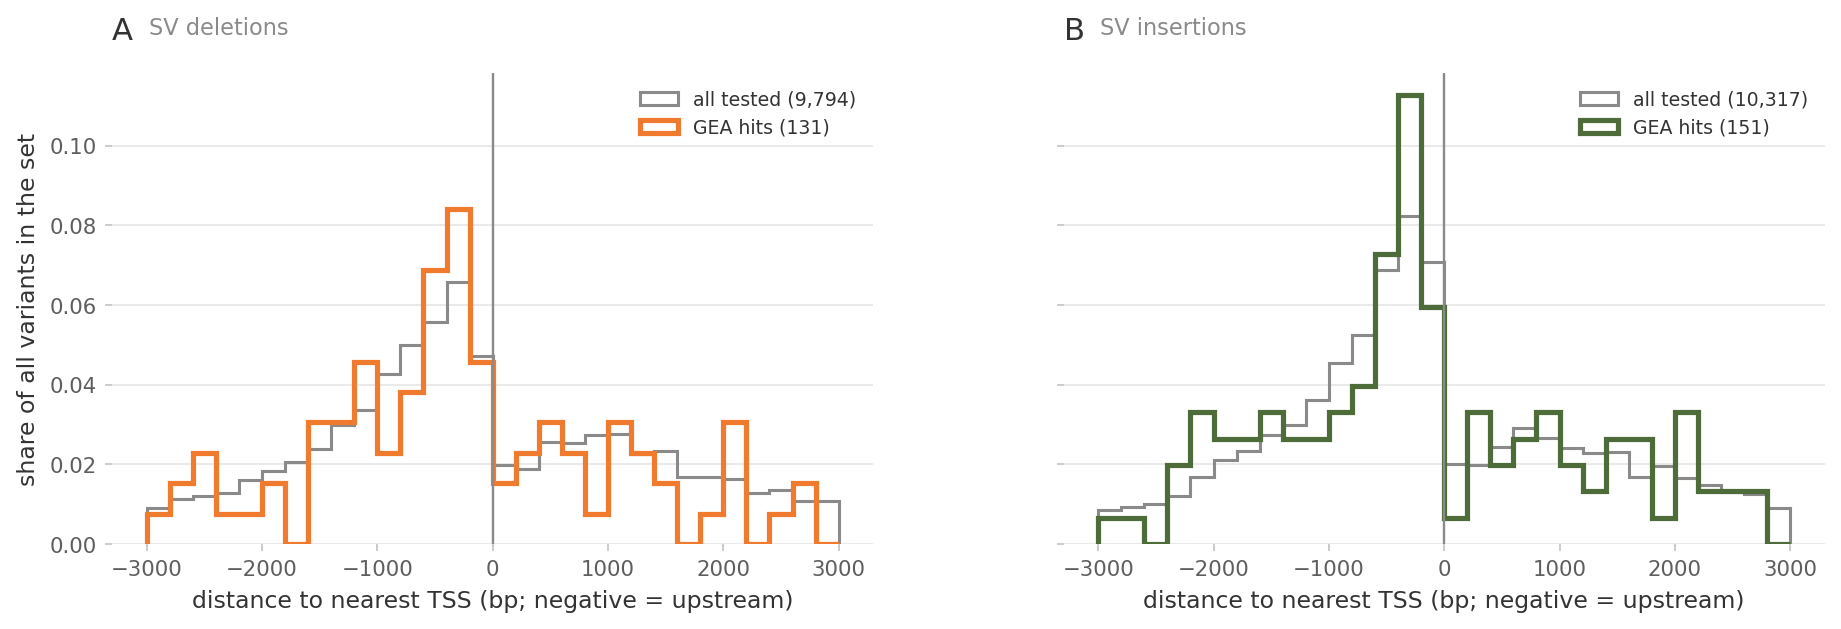 A SV deletions
all tested (9,794)
GEA hits (131)
share of all variants in the set
0.10
0.08
0.06
0.04
0.02
0.00
−3000 −2000 −1000 0 1000 2000 3000
distance to nearest TSS (bp; negative = upstream)
B SV insertions
all tested (10,317)
GEA hits (151)
−3000 −2000 −1000 0 1000 2000 3000
distance to nearest TSS (bp; negative = upstream)